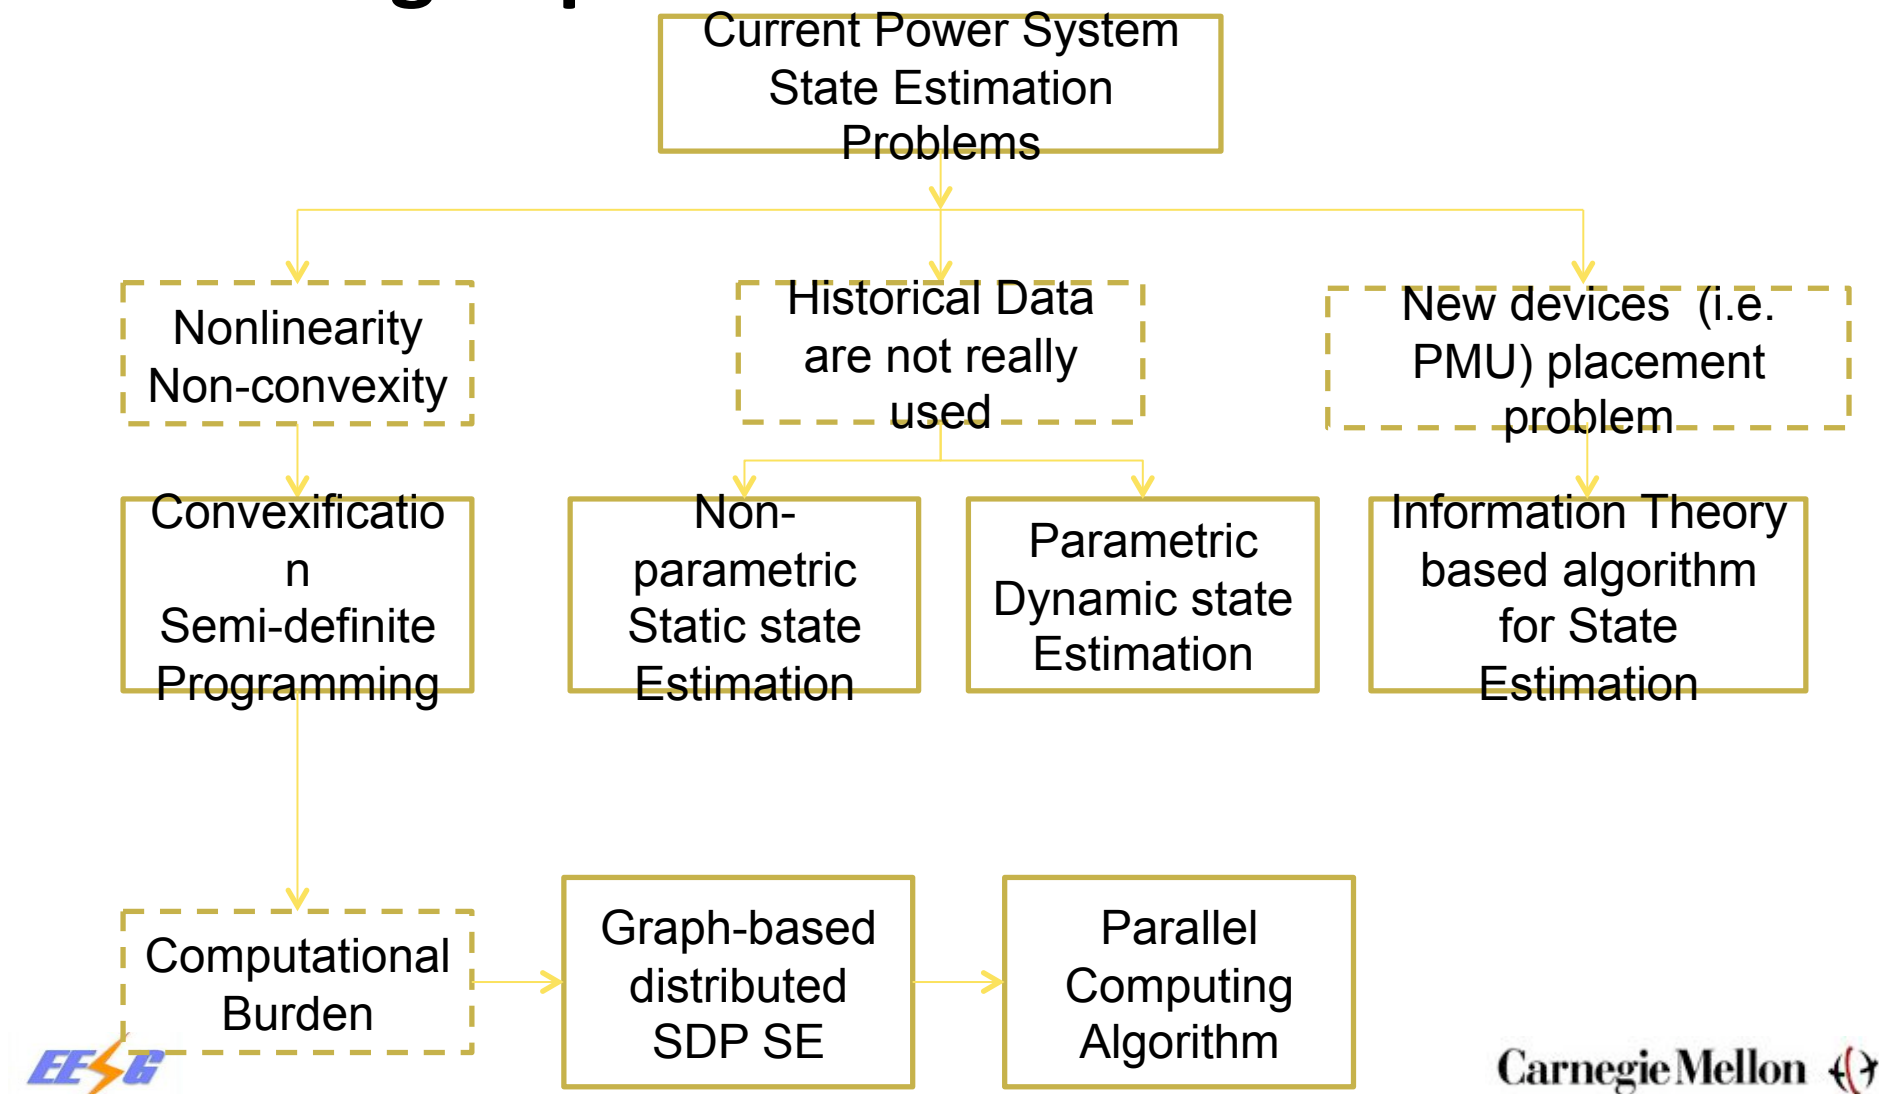 Current Power System
State Estimation
Problems
Nonlinearity
Non-convexity
Historical Data
are not really
used
New devices (i.e.
PMU) placement
problem
Convexificatio
n
Semi-definite
Programming
Non-
parametric
Static state
Estimation
Parametric
Dynamic state
Estimation
Information Theory
based algorithm
for State
Estimation
Computational
Burden
Graph-based
distributed
SDP SE
Parallel
Computing
Algorithm
EESG
Carnegie Mellon